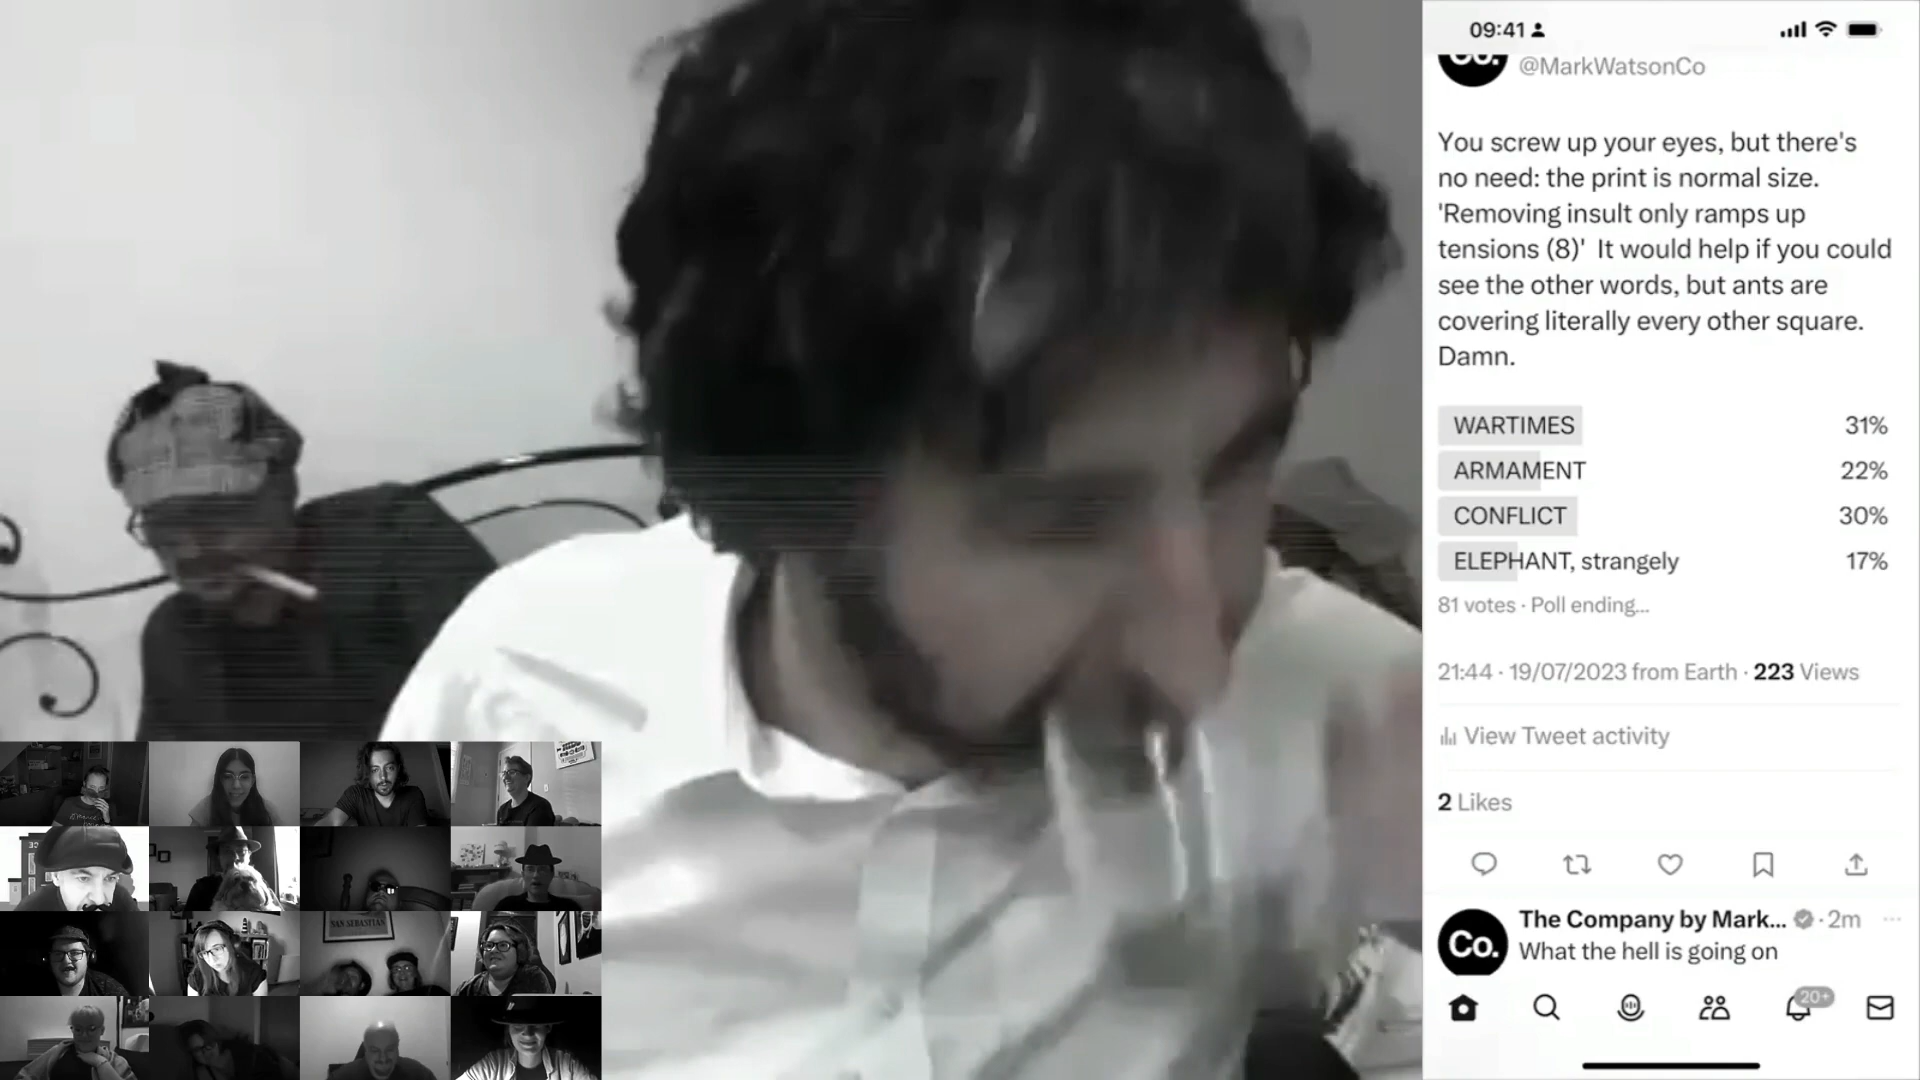 09:41
Co.
@MarkWatsonCo
You screw up your eyes, but there's
no need: the print is normal size.
'Removing insult only ramps up
tensions (8)'  It would help if you could
see the other words, but ants are
covering literally every other square.
Damn.
WARTIMES 31%
ARMAMENT 22%
CONFLICT 30%
ELEPHANT, strangely 17%
81 votes · Poll ending...
21:44 · 19/07/2023 from Earth · 223 Views
View Tweet activity
2 Likes
The Company by Mark... · 2m
Co.
What the hell is going on
20+
SAN SEBASTIAN